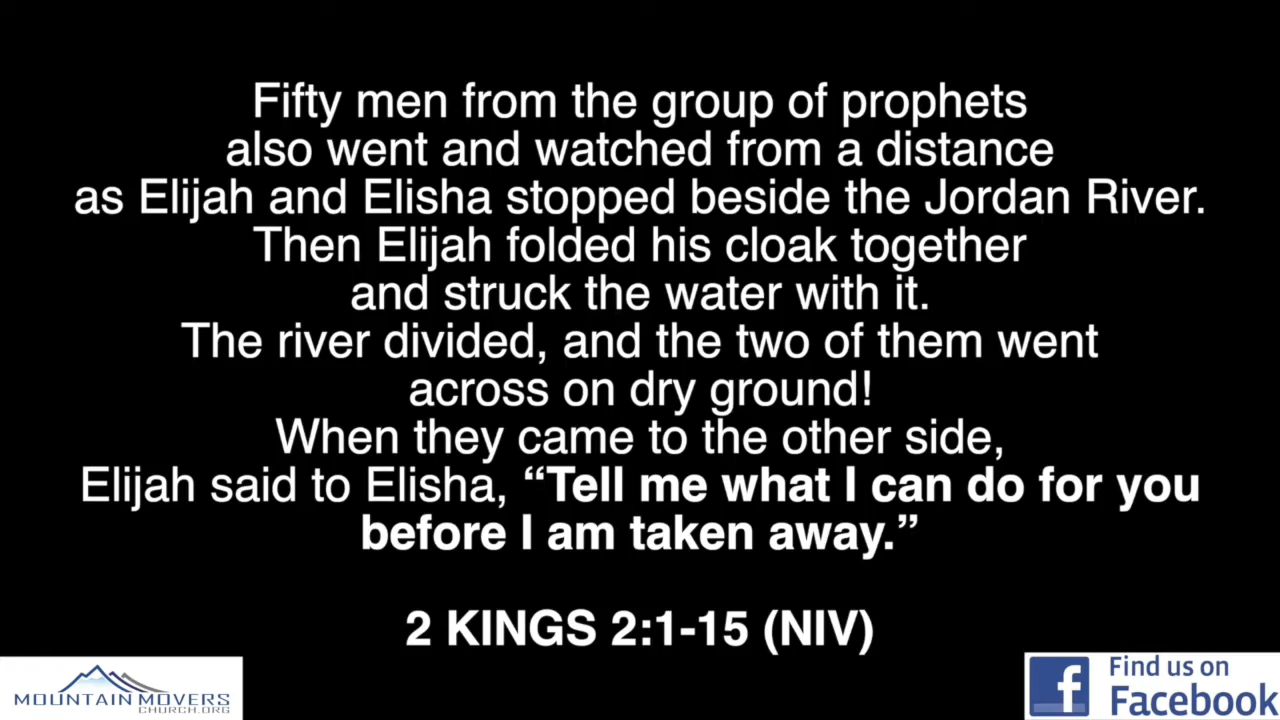 Fifty men from the group of prophets
also went and watched from a distance
as Elijah and Elisha stopped beside the Jordan River.
Then Elijah folded his cloak together
and struck the water with it.
The river divided, and the two of them went
across on dry ground!
When they came to the other side,
Elijah said to Elisha, “Tell me what I can do for you
before I am taken away.”
2 KINGS 2:1-15 (NIV)
MOUNTAIN MOVERS
CHURCH.ORG
f
Find us on
Facebook